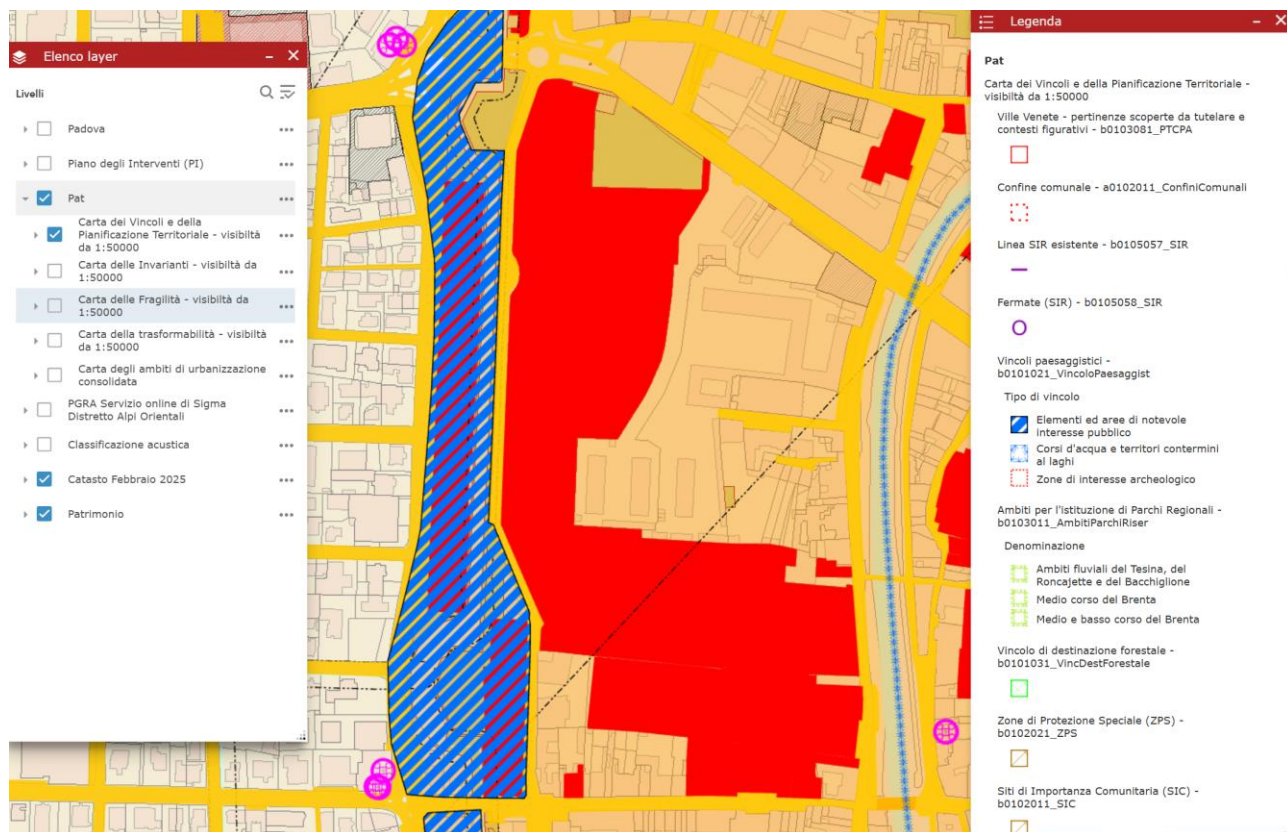 Elenco layer
Livelli
Padova
Piano degli Interventi (PI)
Pat
Carta dei Vincoli e della
Pianificazione Territoriale - visibiltà
da 1:50000
Carta delle Invarianti - visibiltà da
1:50000
Carta delle Fragilità - visibiltà da
1:50000
Carta della trasformabilità - visibiltà
da 1:50000
Carta degli ambiti di urbanizzazione
consolidata
PGRA Servizio online di Sigma
Distretto Alpi Orientali
Classificazione acustica
Catasto Febbraio 2025
Patrimonio
Legenda
Pat
Carta dei Vincoli e della Pianificazione Territoriale -
visibiltà da 1:50000
Ville Venete - pertinenze scoperte da tutelare e
contesti figurativi - b0103081_PTCPA
Confine comunale - a0102011_ConfiniComunali
Linea SIR esistente - b0105057_SIR
Fermate (SIR) - b0105058_SIR
Vincoli paesaggistici -
b0101021_VincoloPaesaggist
Tipo di vincolo
Elementi ed aree di notevole
interesse pubblico
Corsi d'acqua e territori contermini
ai laghi
Zone di interesse archeologico
Ambiti per l'istituzione di Parchi Regionali -
b0103011_AmbitiParchiRiser
Denominazione
Ambiti fluviali del Tesina, del
Roncajette e del Bacchiglione
Medio corso del Brenta
Medio e basso corso del Brenta
Vincolo di destinazione forestale -
b0101031_VincDestForestale
Zone di Protezione Speciale (ZPS) -
b0102021_ZPS
Siti di Importanza Comunitaria (SIC) -
b0102011_SIC